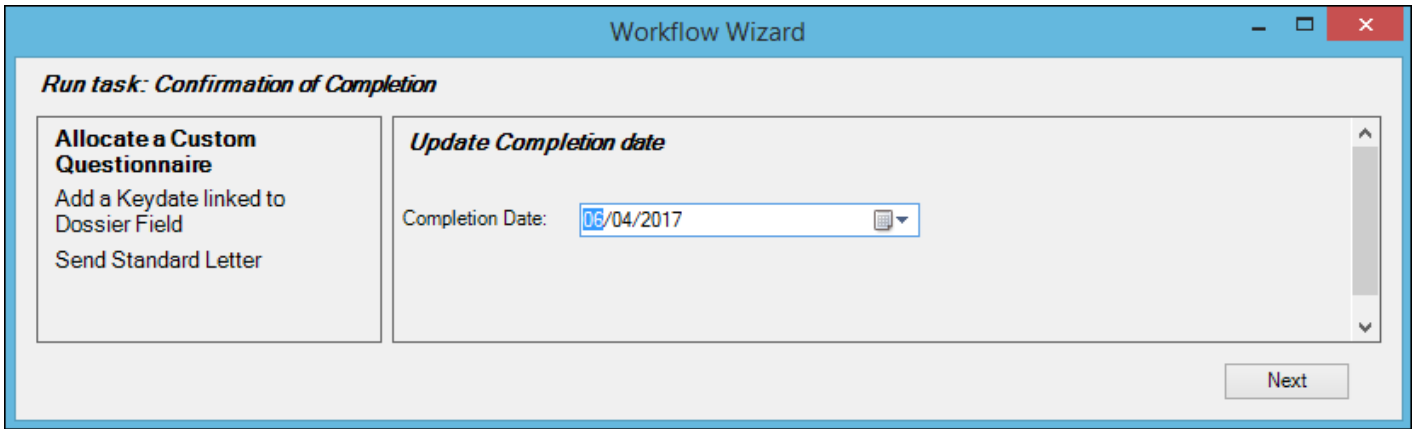 Workflow Wizard
Run task: Confirmation of Completion
Allocate a Custom
Questionnaire
Add a Keydate linked to
Dossier Field
Send Standard Letter
Update Completion date
Completion Date: 06/04/2017
Next